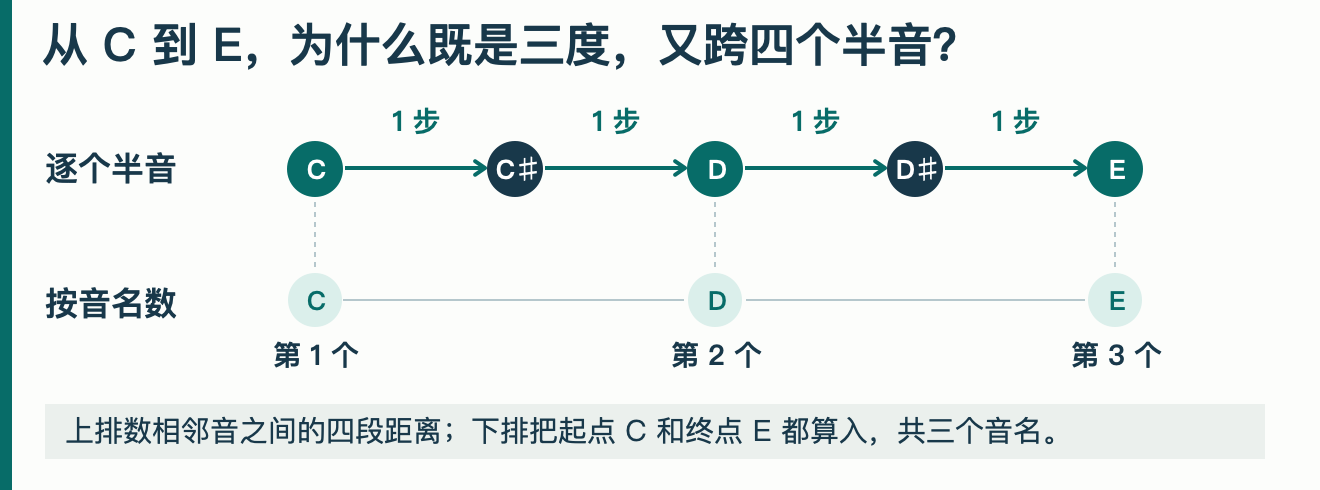 从 C 到 E，为什么既是三度，又跨四个半音？
1 步 1 步 1 步 1 步
逐个半音 C C♯ D D♯ E
按音名数 C D E
第 1 个 第 2 个 第 3 个
上排数相邻音之间的四段距离；下排把起点 C 和终点 E 都算入，共三个音名。